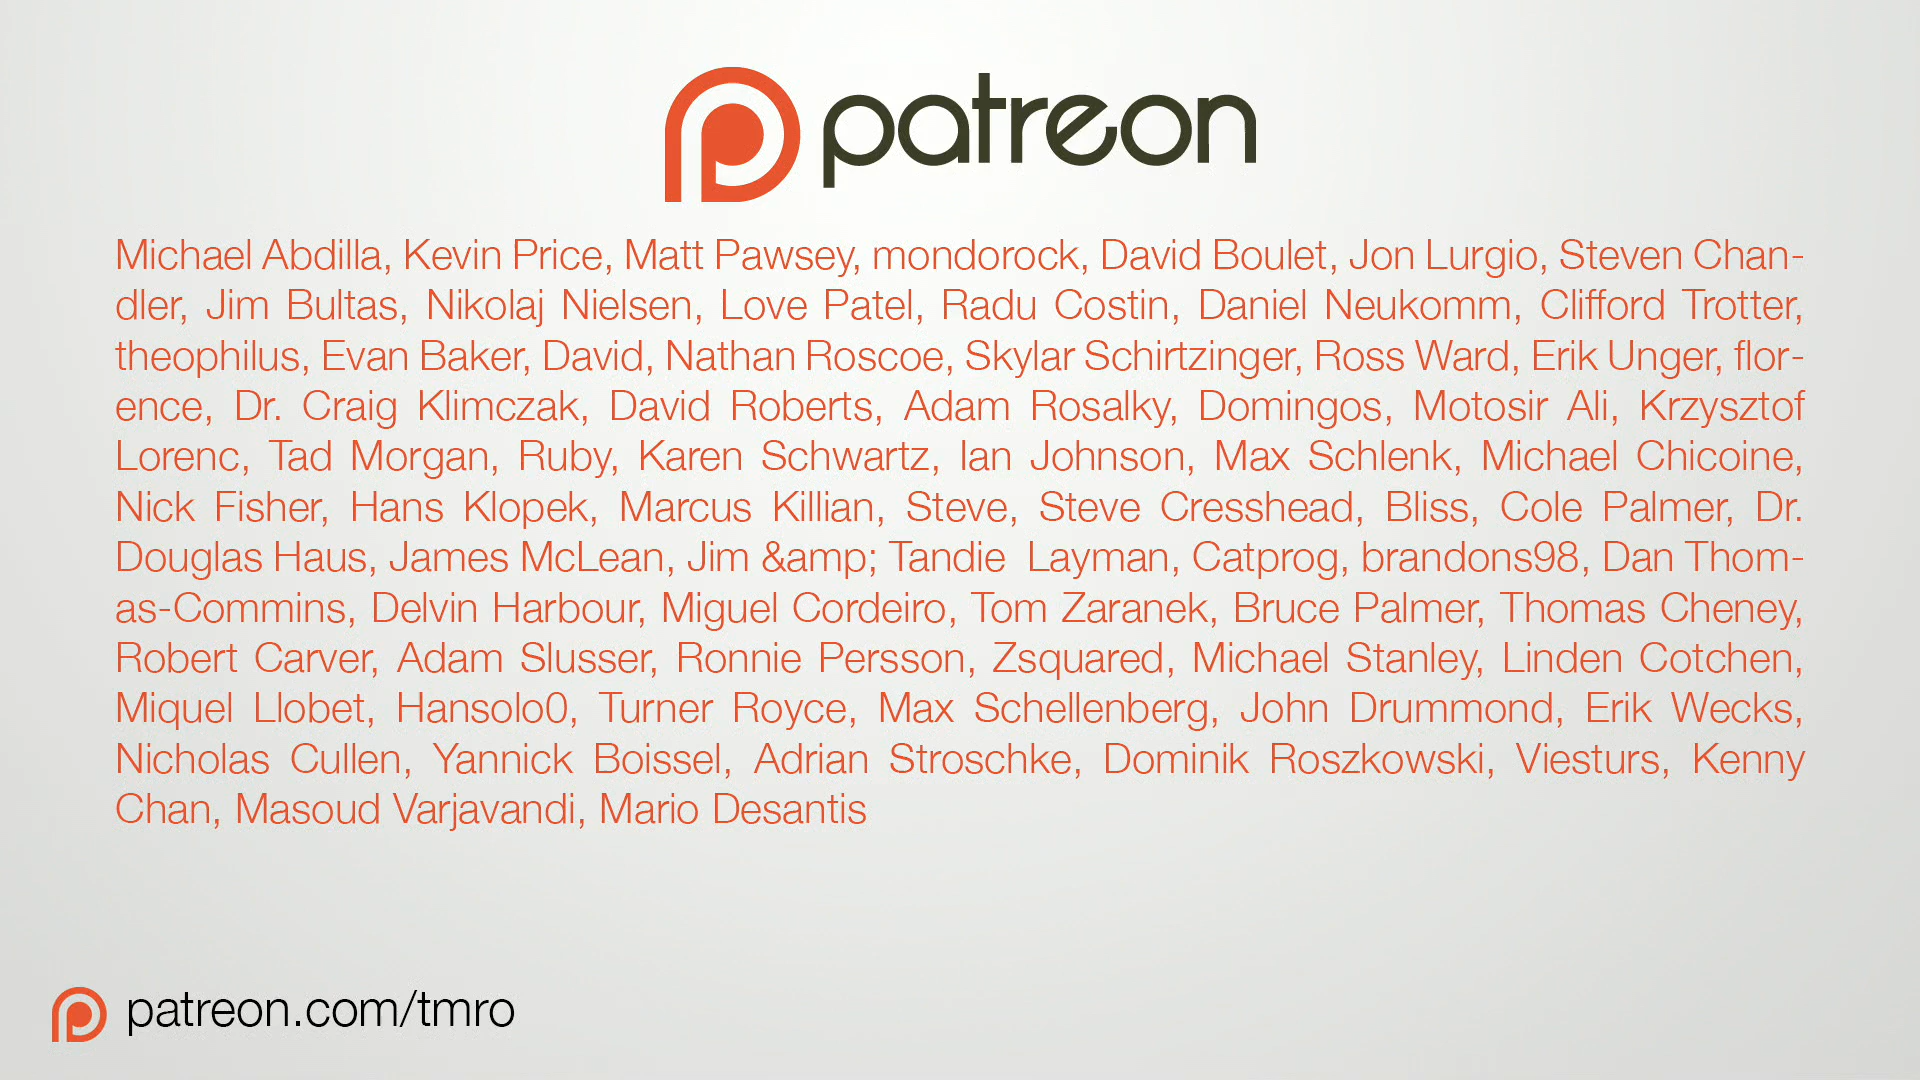 patreon
Michael Abdilla, Kevin Price, Matt Pawsey, mondorock, David Boulet, Jon Lurgio, Steven Chan-
dler, Jim Bultas, Nikolaj Nielsen, Love Patel, Radu Costin, Daniel Neukomm, Clifford Trotter,
theophilus, Evan Baker, David, Nathan Roscoe, Skylar Schirtzinger, Ross Ward, Erik Unger, flor-
ence, Dr. Craig Klimczak, David Roberts, Adam Rosalky, Domingos, Motosir Ali, Krzysztof
Lorenc, Tad Morgan, Ruby, Karen Schwartz, Ian Johnson, Max Schlenk, Michael Chicoine,
Nick Fisher, Hans Klopek, Marcus Killian, Steve, Steve Cresshead, Bliss, Cole Palmer, Dr.
Douglas Haus, James McLean, Jim &amp; Tandie  Layman, Catprog, brandons98, Dan Thom-
as-Commins, Delvin Harbour, Miguel Cordeiro, Tom Zaranek, Bruce Palmer, Thomas Cheney,
Robert Carver, Adam Slusser, Ronnie Persson, Zsquared, Michael Stanley, Linden Cotchen,
Miquel Llobet, Hansolo0, Turner Royce, Max Schellenberg, John Drummond, Erik Wecks,
Nicholas Cullen, Yannick Boissel, Adrian Stroschke, Dominik Roszkowski, Viesturs, Kenny
Chan, Masoud Varjavandi, Mario Desantis
patreon.com/tmro